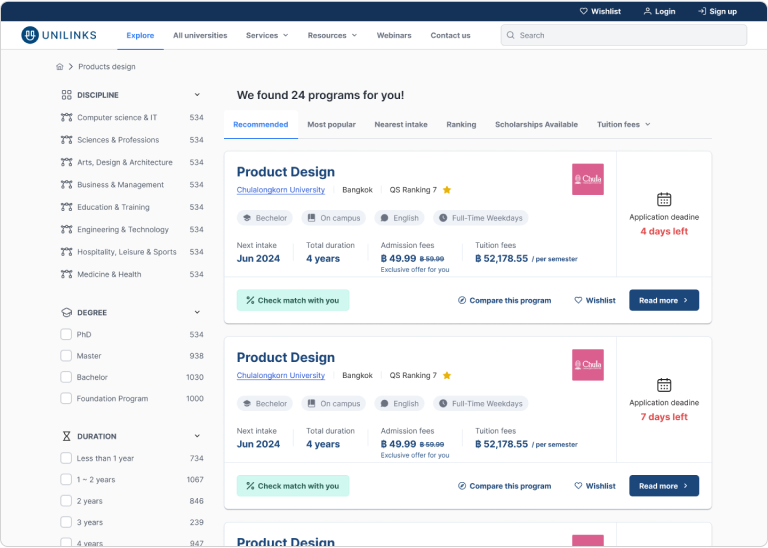 Wishlist Login Sign up
UNILINKS Explore All universities Services Resources Webinars Contact us Search
Products design
DISCIPLINE
Computer science & IT 534
Sciences & Professions 534
Arts, Design & Architecture 534
Business & Management 534
Education & Training 534
Engineering & Technology 534
Hospitality, Leisure & Sports 534
Medicine & Health 534
DEGREE
PhD 534
Master 938
Bachelor 1030
Foundation Program 1000
DURATION
Less than 1 year 734
1 ~ 2 years 1067
2 years 846
3 years 239
4 years 947
We found 24 programs for you!
Recommended Most popular Nearest intake Ranking Scholarships Available Tuition fees
Product Design
Chulalongkorn University Bangkok QS Ranking 7
Chula
Bechelor On campus English Full-Time Weekdays
Next intake Total duration Admission fees Tuition fees
Jun 2024 4 years ฿ 49.99 ฿ 59.99 ฿ 52,178.55 / per semester
Exclusive offer for you
Application deadine
4 days left
Check match with you Compare this program Wishlist Read more
Product Design
Chulalongkorn University Bangkok QS Ranking 7
Chula
Bechelor On campus English Full-Time Weekdays
Next intake Total duration Admission fees Tuition fees
Jun 2024 4 years ฿ 49.99 ฿ 59.99 ฿ 52,178.55 / per semester
Exclusive offer for you
Application deadine
7 days left
Check match with you Compare this program Wishlist Read more
Product Design